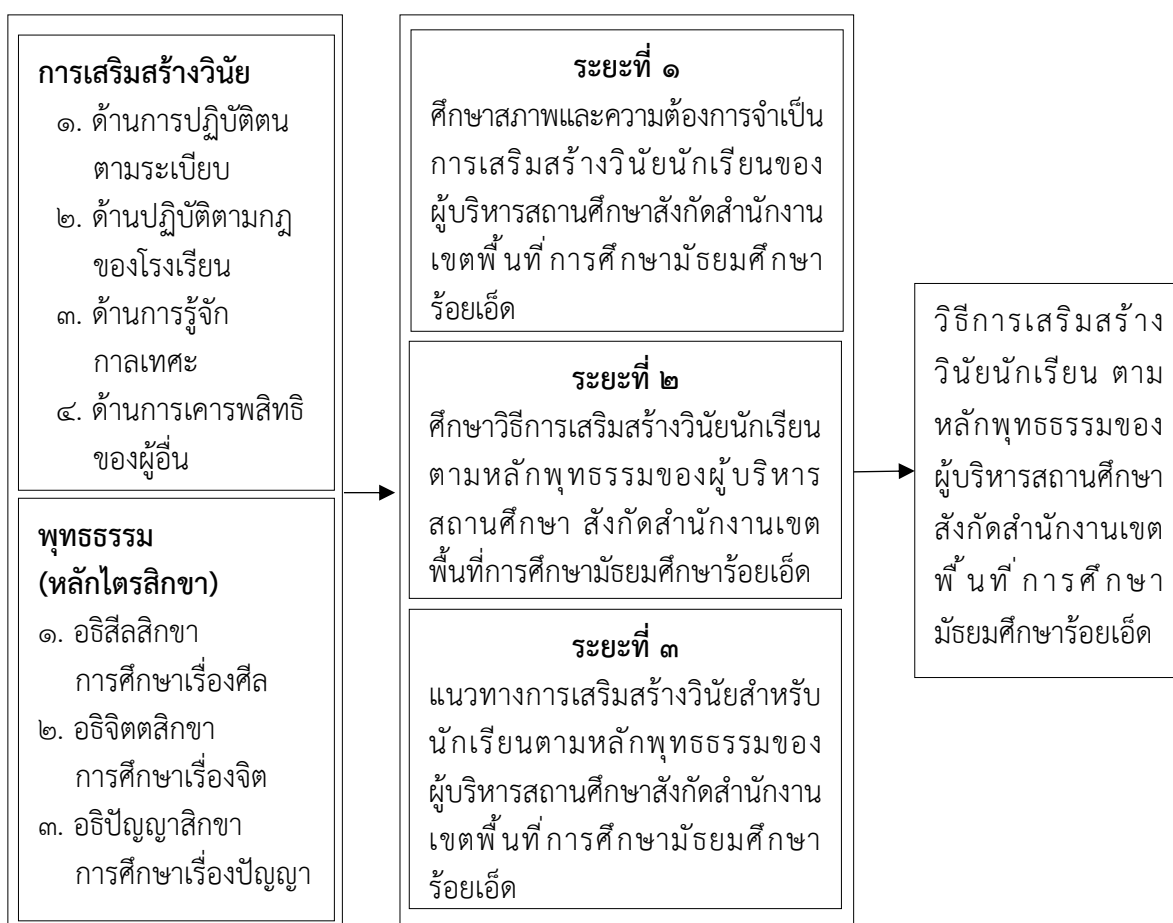 การเสริมสร้างวินัย
๑. ด้านการปฏิบัติตน
ตามระเบียบ
๒. ด้านปฏิบัติตามกฎ
ของโรงเรียน
๓. ด้านการรู้จัก
กาลเทศะ
๔. ด้านการเคารพสิทธิ
ของผู้อื่น
พุทธธรรม
(หลักไตรสิกขา)
๑. อธิสีลสิกขา
การศึกษาเรื่องศีล
๒. อธิจิตตสิกขา
การศึกษาเรื่องจิต
๓. อธิปัญญาสิกขา
การศึกษาเรื่องปัญญา
ระยะที่ ๑
ศึกษาสภาพและความต้องการจำเป็น
การเสริมสร้างวินัยนักเรียนของ
ผู้บริหารสถานศึกษาสังกัดสำนักงาน
เขตพื้นที่การศึกษามัธยมศึกษา
ร้อยเอ็ด
ระยะที่ ๒
ศึกษาวิธีการเสริมสร้างวินัยนักเรียน
ตามหลักพุทธรรมของผู้บริหาร
สถานศึกษา สังกัดสำนักงานเขต
พื้นที่การศึกษามัธยมศึกษาร้อยเอ็ด
ระยะที่ ๓
แนวทางการเสริมสร้างวินัยสำหรับ
นักเรียนตามหลักพุทธธรรมของ
ผู้บริหารสถานศึกษาสังกัดสำนักงาน
เขตพื้นที่การศึกษามัธยมศึกษา
ร้อยเอ็ด
วิธีการเสริมสร้าง
วินัยนักเรียน ตาม
หลักพุทธธรรมของ
ผู้บริหารสถานศึกษา
สังกัดสำนักงานเขต
พื้นที่การศึกษา
มัธยมศึกษาร้อยเอ็ด